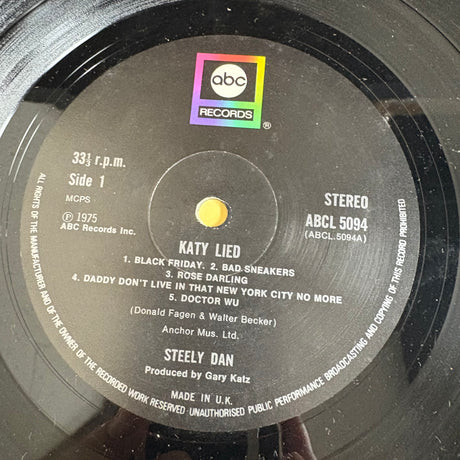 abc
RECORDS
®
33⅓ r.p.m.
Side 1
MCPS
Ⓟ 1975
ABC Records Inc.
STEREO
ABCL 5094
(ABCL.5094A)
KATY LIED
1. BLACK FRIDAY. 2. BAD SNEAKERS
3. ROSE DARLING
4. DADDY DON'T LIVE IN THAT NEW YORK CITY NO MORE
5. DOCTOR WU
(Donald Fagen & Walter Becker)
Anchor Mus. Ltd.
STEELY DAN
Produced by Gary Katz
MADE IN U.K.
ALL RIGHTS OF THE MANUFACTURER AND OF THE OWNER OF THE RECORDED WORK RESERVED·UNAUTHORISED PUBLIC PERFORMANCE BROADCASTING AND COPYING OF THIS RECORD PROHIBITED